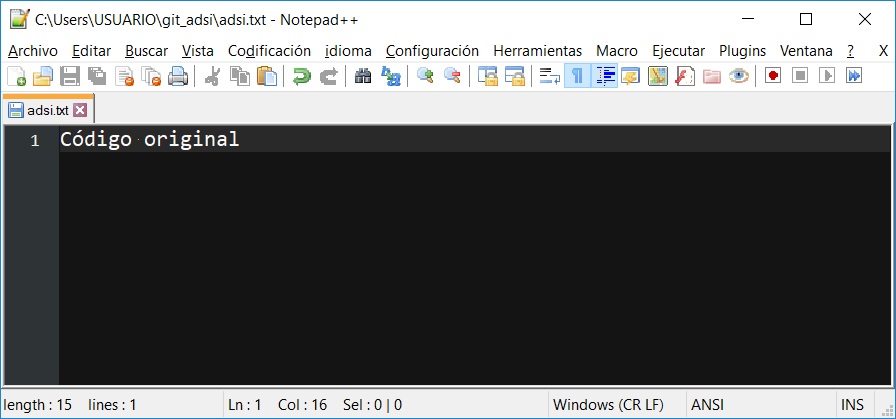 C:\Users\USUARIO\git_adsi\adsi.txt - Notepad++
Archivo Editar Buscar Vista Codificación idioma Configuración Herramientas Macro Ejecutar Plugins Ventana ? X
adsi.txt
1 Código original
length : 15 lines : 1 Ln : 1 Col : 16 Sel : 0 | 0 Windows (CR LF) ANSI INS